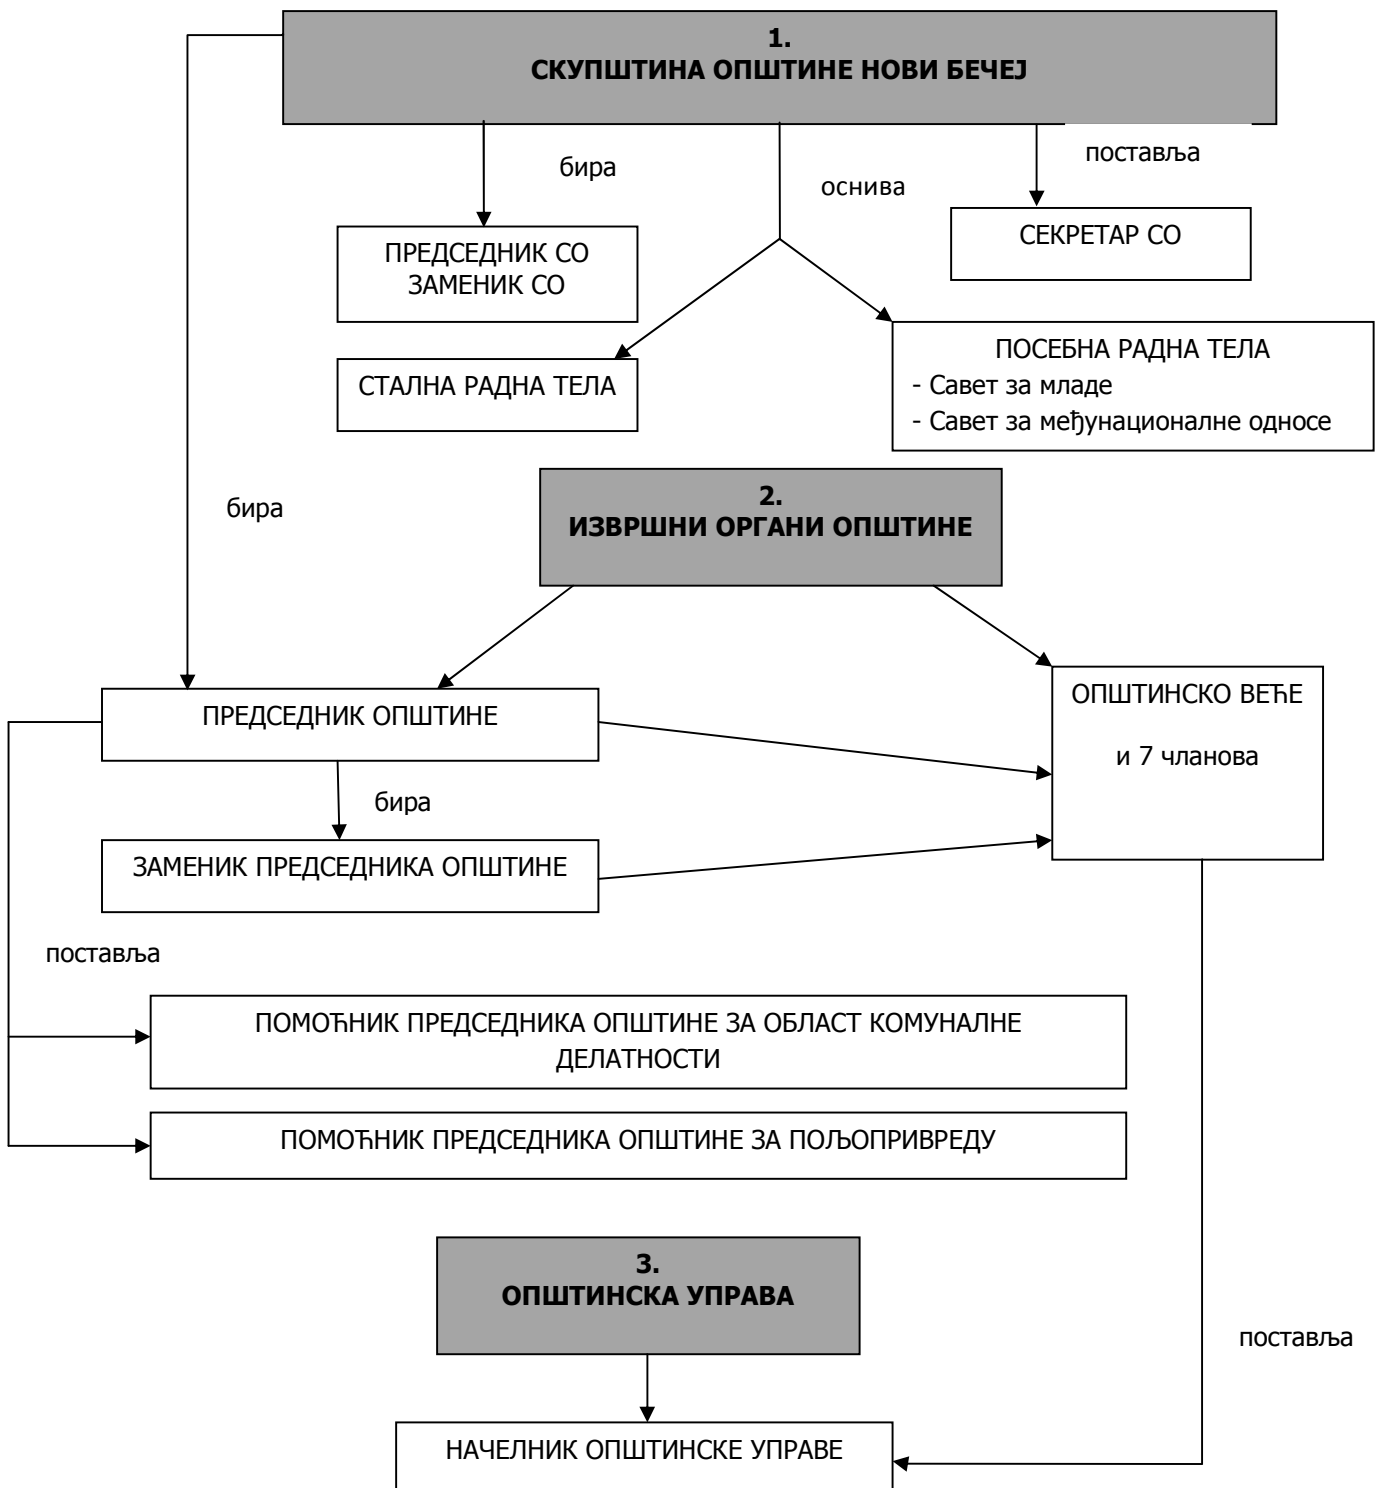 1.
СКУПШТИНА ОПШТИНЕ НОВИ БЕЧЕЈ
бира
оснива
поставља
ПРЕДСЕДНИК СО
ЗАМЕНИК СО
СЕКРЕТАР СО
СТАЛНА РАДНА ТЕЛА
ПОСЕБНА РАДНА ТЕЛА
- Савет за младе
- Савет за међунационалне односе
бира
2.
ИЗВРШНИ ОРГАНИ ОПШТИНЕ
ПРЕДСЕДНИК ОПШТИНЕ
ОПШТИНСКО ВЕЋЕ
и 7 чланова
бира
ЗАМЕНИК ПРЕДСЕДНИКА ОПШТИНЕ
поставља
ПОМОЋНИК ПРЕДСЕДНИКА ОПШТИНЕ ЗА ОБЛАСТ КОМУНАЛНЕ
ДЕЛАТНОСТИ
ПОМОЋНИК ПРЕДСЕДНИКА ОПШТИНЕ ЗА ПОЉОПРИВРЕДУ
3.
ОПШТИНСКА УПРАВА
поставља
НАЧЕЛНИК ОПШТИНСКЕ УПРАВЕ